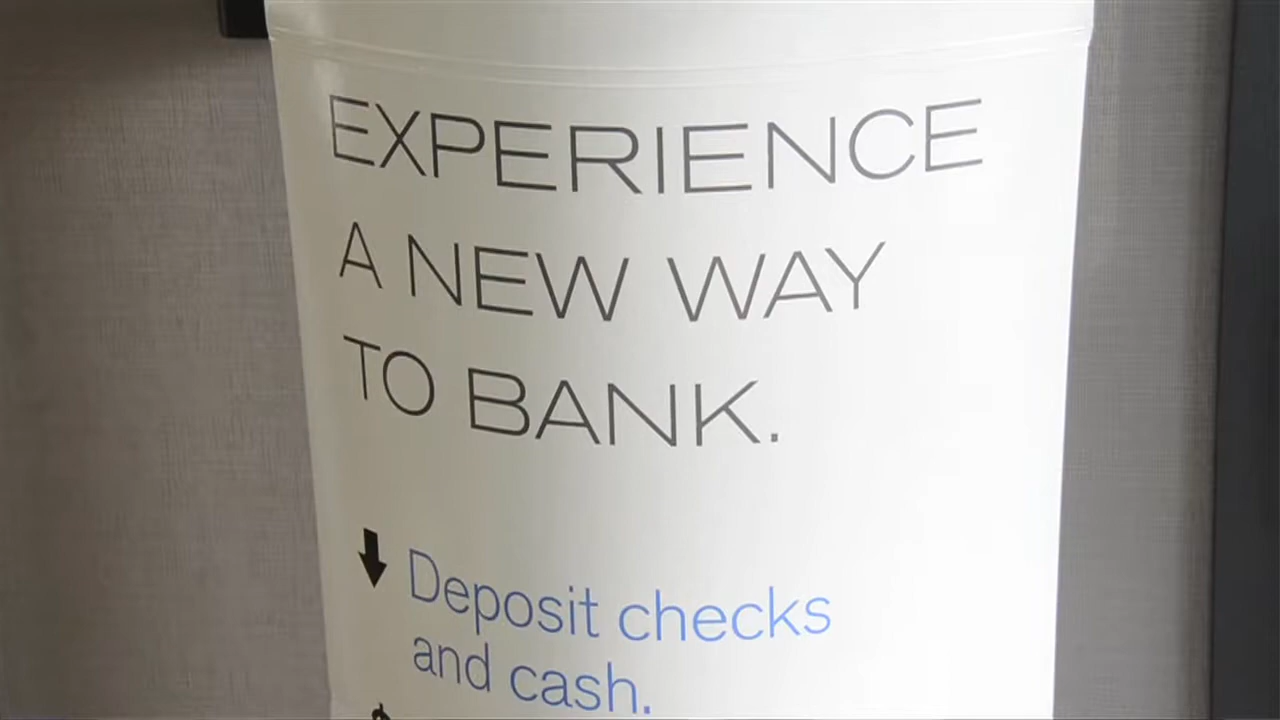 EXPERIENCE
A NEW WAY
TO BANK.
Deposit checks
and cash.